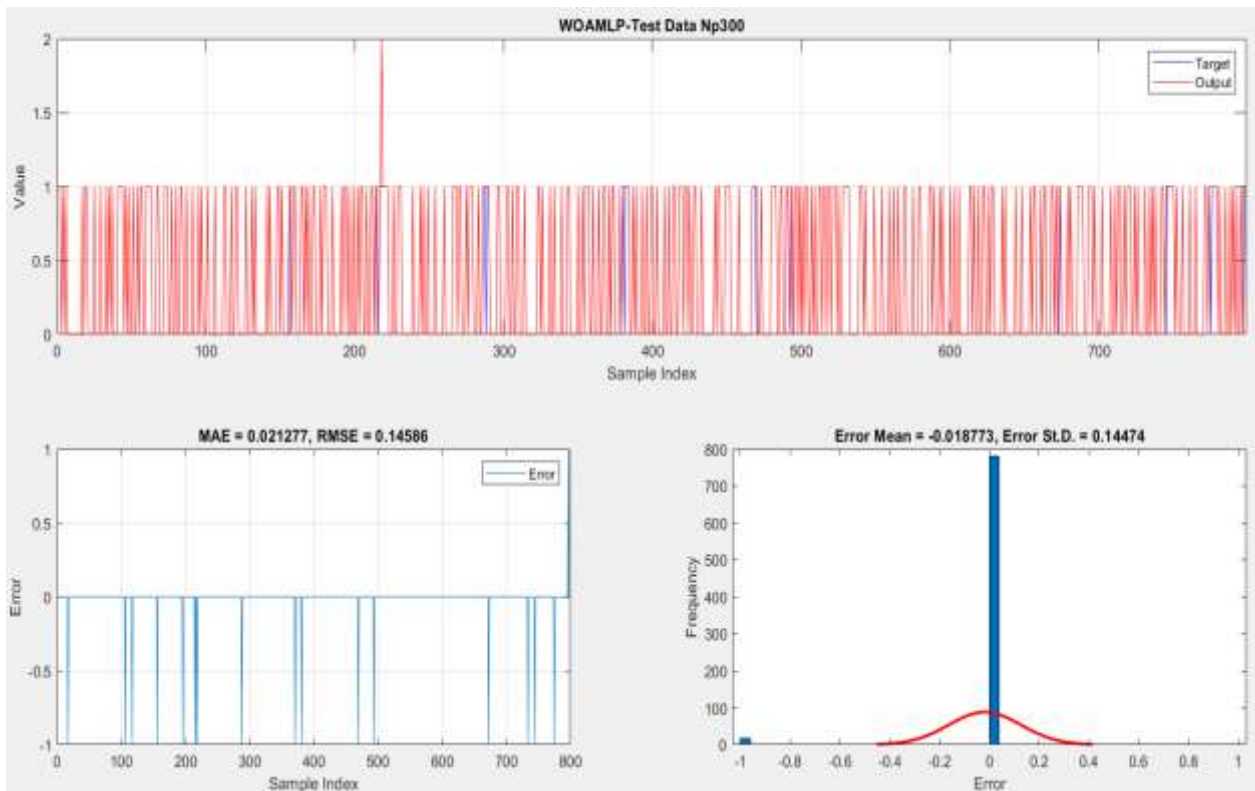 WOAMLP-Test Data Np300
Value
2
1.5
1
0.5
0
Target
Output
0 100 200 300 400 500 600 700
Sample Index
MAE = 0.021277, RMSE = 0.14586
Error
1
0.5
0
-0.5
-1
Error
0 100 200 300 400 500 600 700 800
Sample Index
Error Mean = -0.018773, Error St.D. = 0.14474
Frequency
800
700
600
500
400
300
200
100
0
-1 -0.8 -0.6 -0.4 -0.2 0 0.2 0.4 0.6 0.8 1
Error